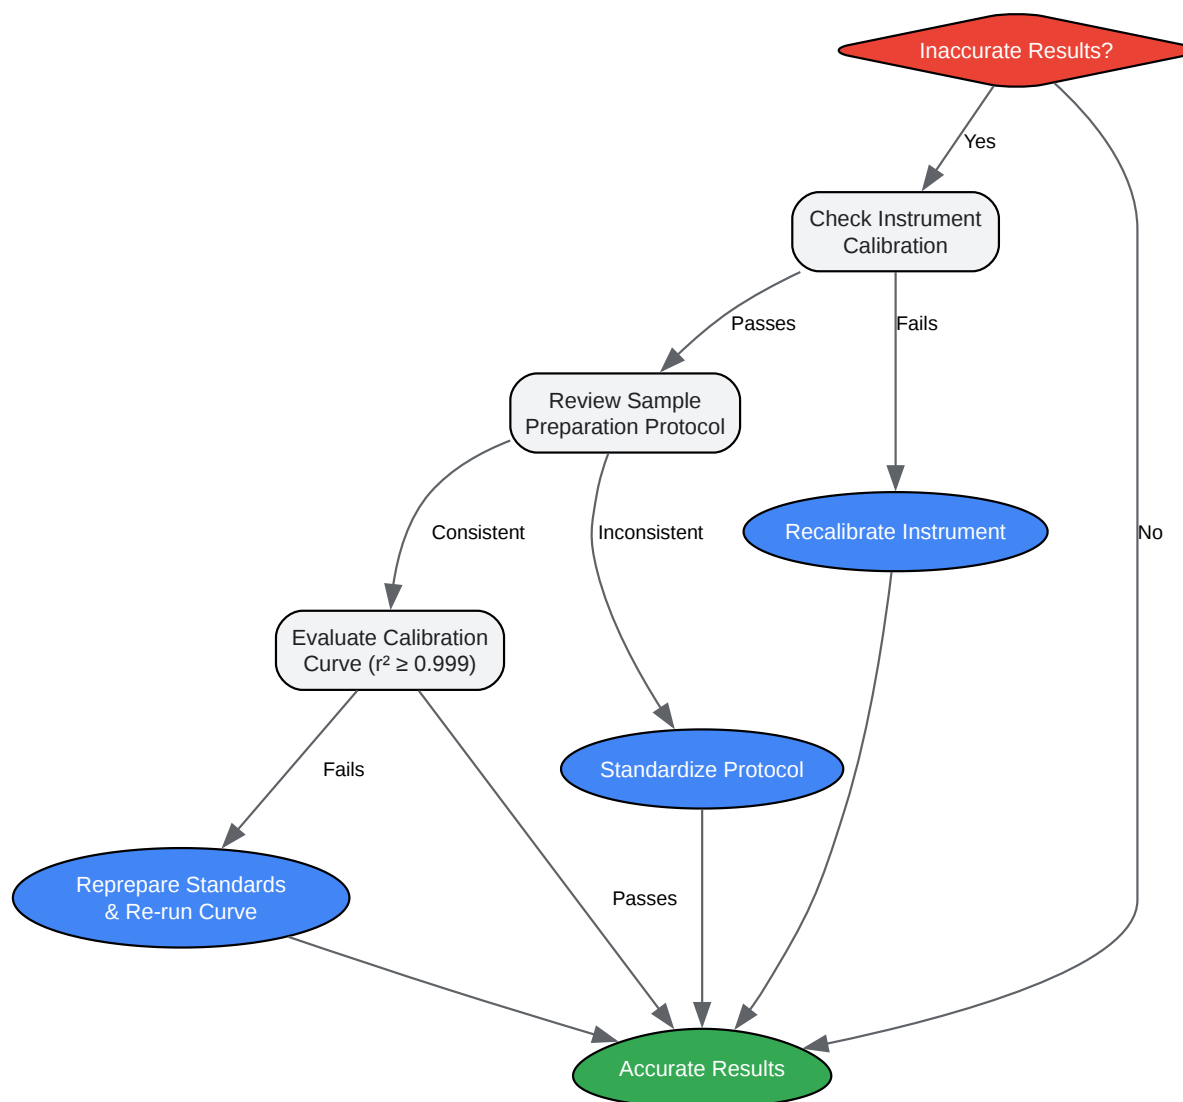 Inaccurate Results?
Yes
Check Instrument
Calibration
Passes
Fails
Review Sample
Preparation Protocol
Consistent
Inconsistent
Recalibrate Instrument
No
Evaluate Calibration
Curve (r² ≥ 0.999)
Fails
Standardize Protocol
Reprepare Standards
& Re-run Curve
Passes
Accurate Results